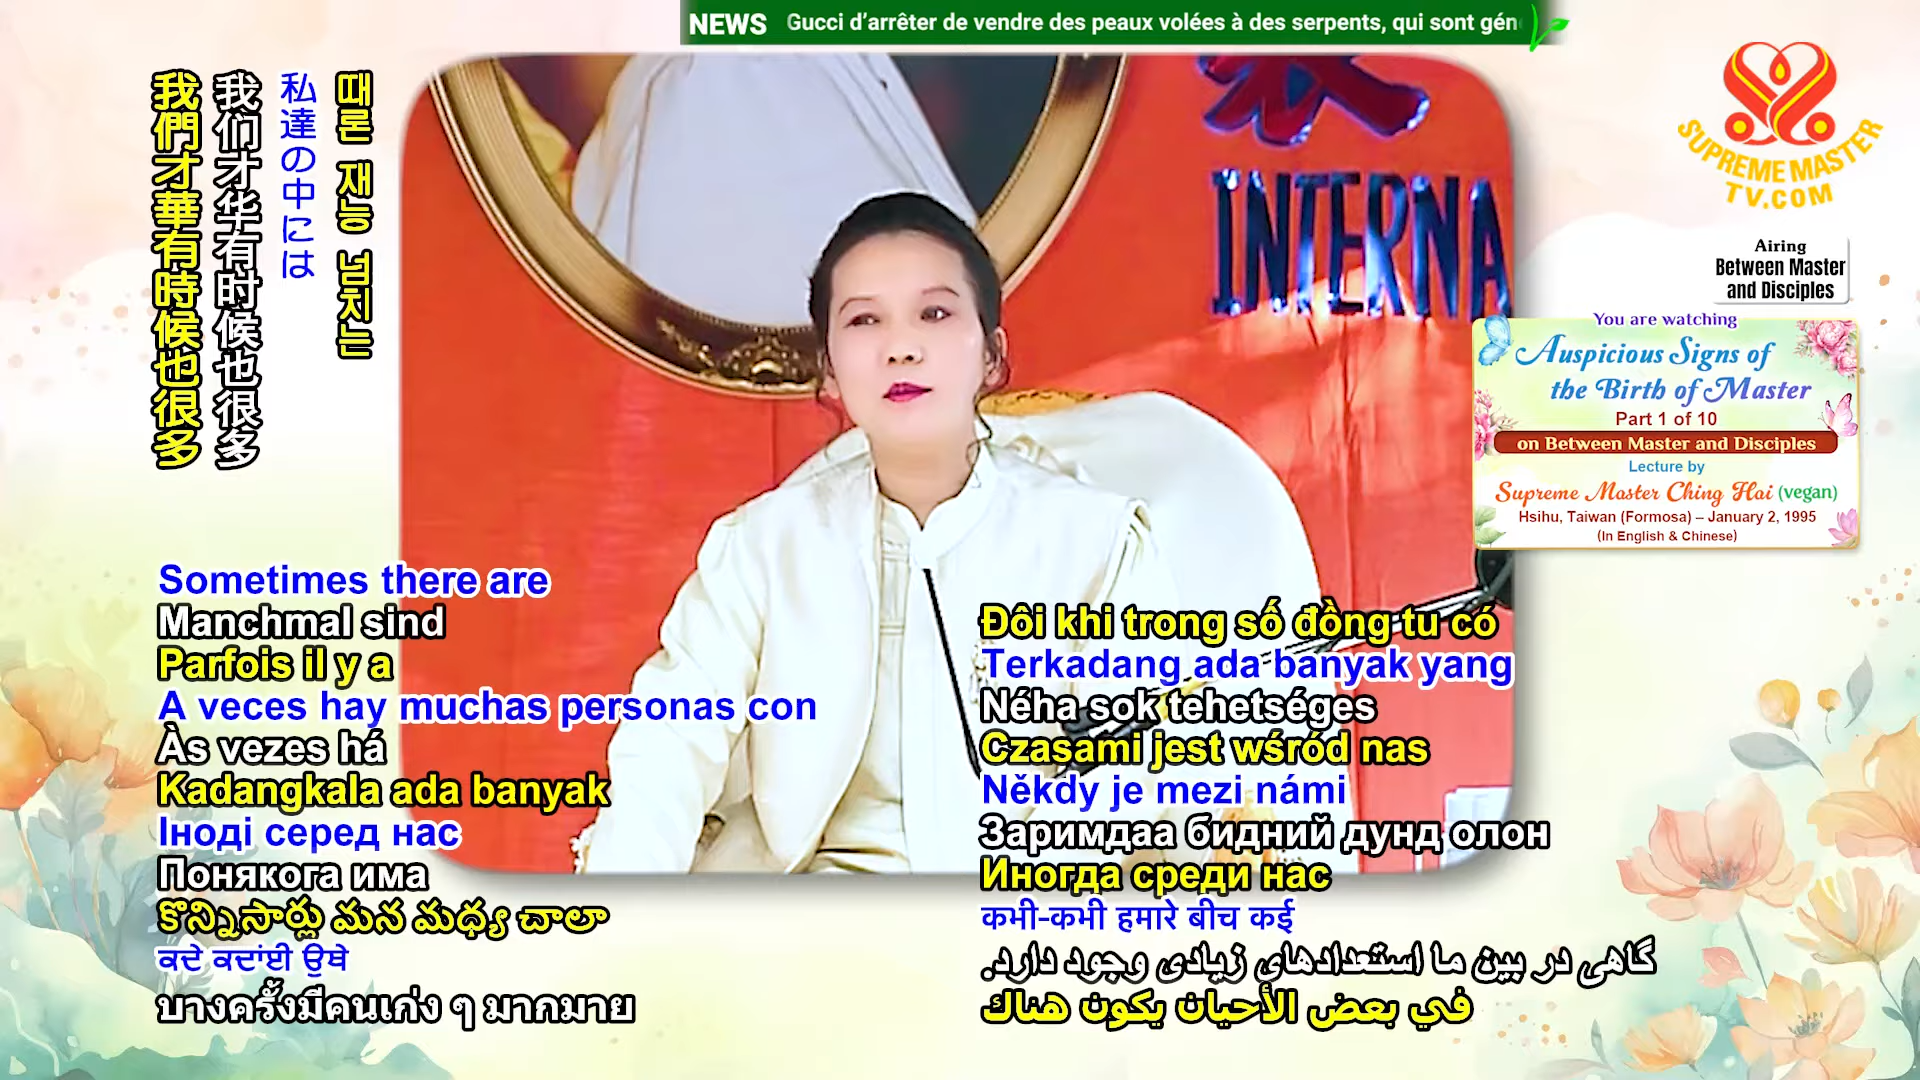 NEWS Gucci d’arrêter de vendre des peaux volées à des serpents, qui sont gén
我們才華有時候也很多
我们才华有时候也很多
私達の中には
때론 재능 넘치는
INTERNA
SUPREME MASTER
TV.COM
Airing
Between Master
and Disciples
You are watching
Auspicious Signs of
the Birth of Master
Part 1 of 10
on Between Master and Disciples
Lecture by
Supreme Master Ching Hai (vegan)
Hsihu, Taiwan (Formosa) – January 2, 1995
(In English & Chinese)
Sometimes there are
Manchmal sind
Parfois il y a
A veces hay muchas personas con
Às vezes há
Kadangkala ada banyak
Іноді серед нас
Понякога има
కొన్నిసార్లు మన మధ్య చాలా
ਕਦੇ ਕਦਾਂਈ ਉਥੇ
บางครั้งมีคนเก่ง ๆ มากมาย
Đôi khi trong số đồng tu có
Terkadang ada banyak yang
Néha sok tehetséges
Czasami jest wśród nas
Někdy je mezi námi
Заримдаа бидний дунд олон
Иногда среди нас
कभी-कभी हमारे बीच कई
گاهی در بین ما استعدادهای زیادی وجود دارد.
في بعض الأحيان يكون هناك